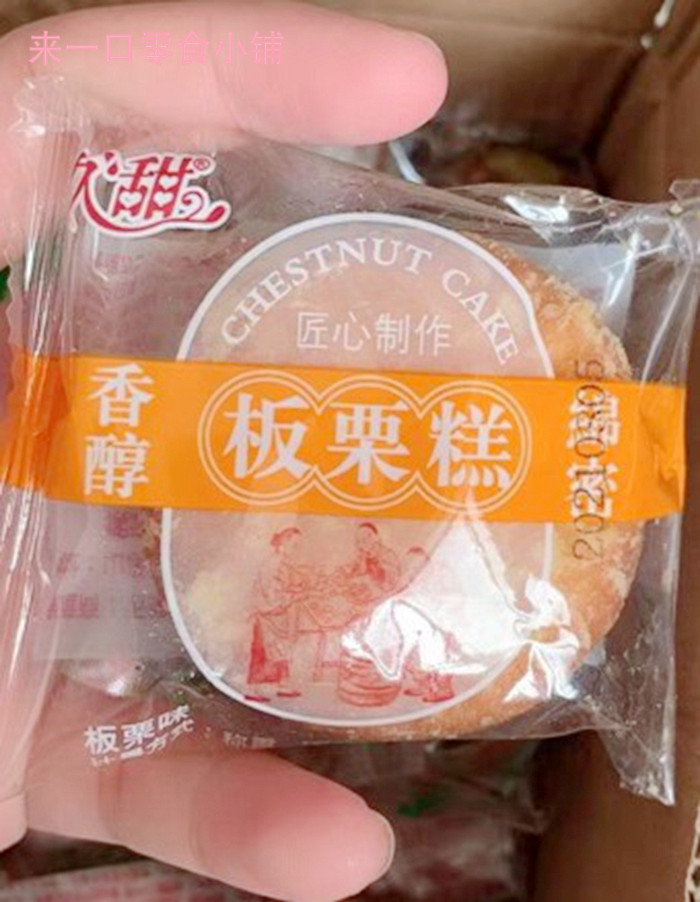 来一口零食小铺
甜®
CHESTNUT CAKE
匠心制作
香醇
板栗糕
20210805
板栗味